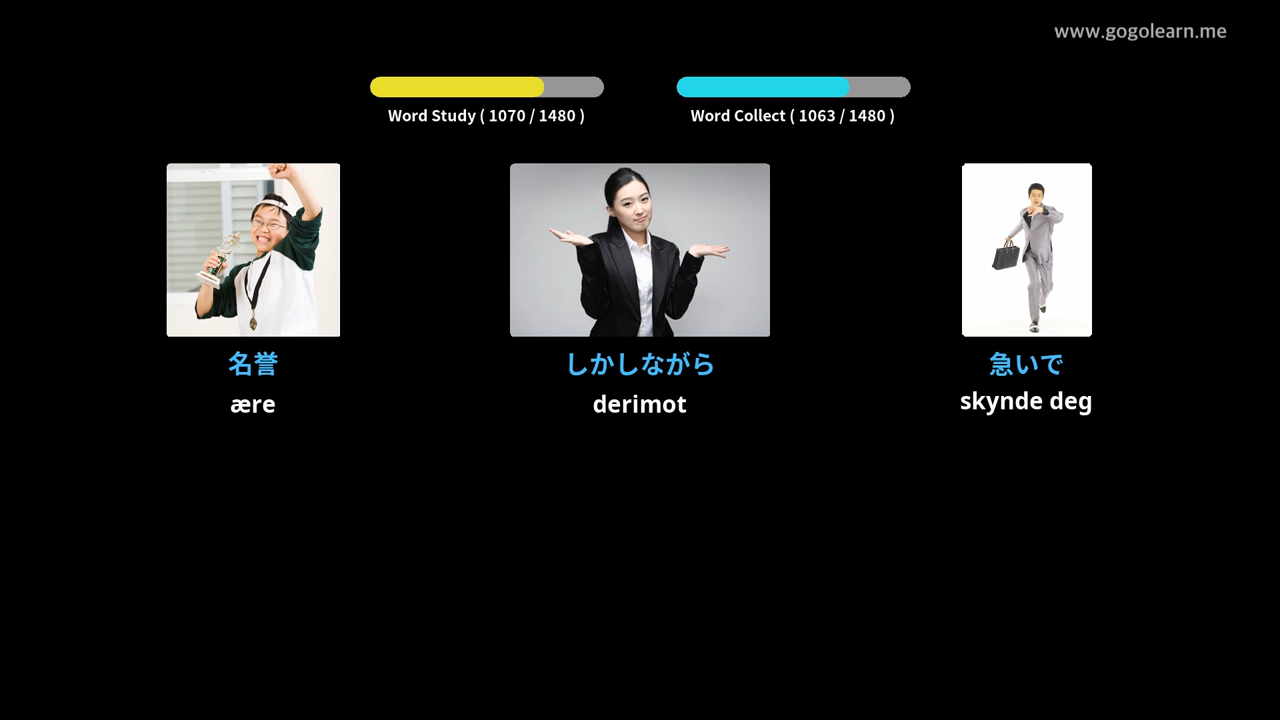 www.gogolearn.me
Word Study ( 1070 / 1480 )
Word Collect ( 1063 / 1480 )
名誉
ære
しかしながら
derimot
急いで
skynde deg